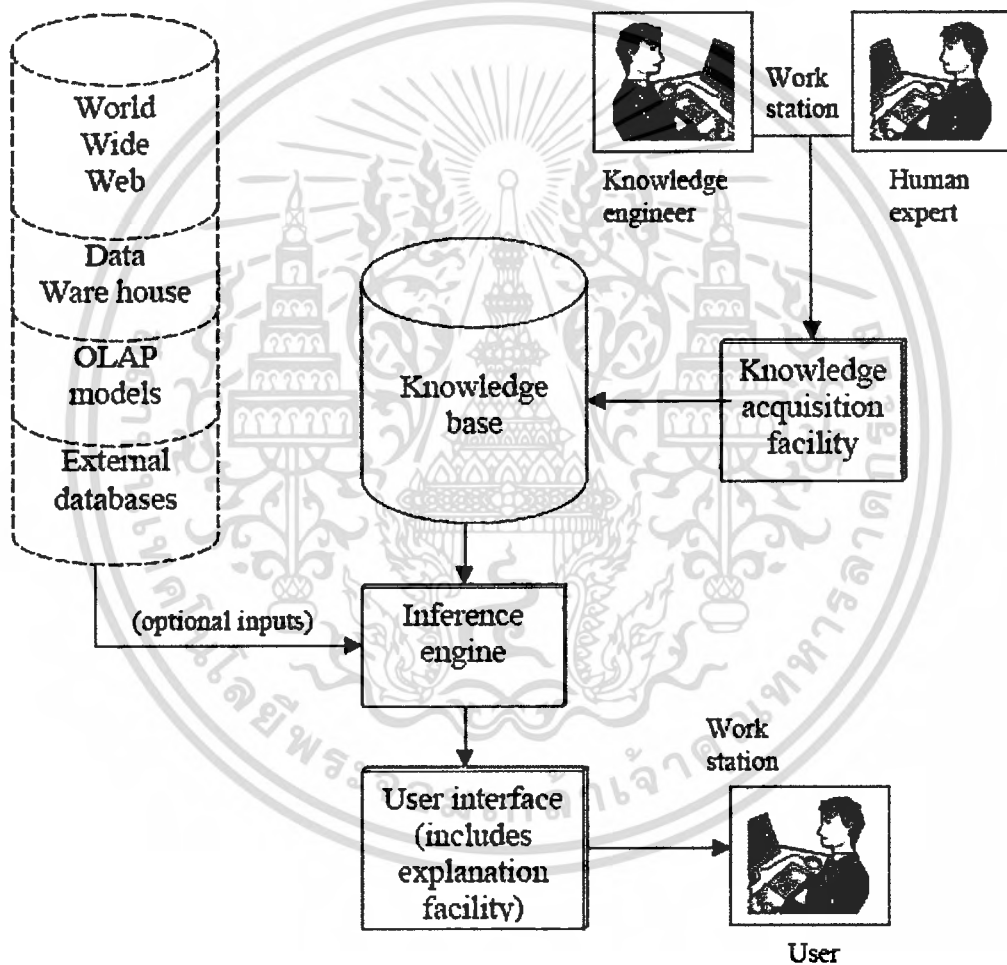 World
Wide
Web
Data
Ware house
OLAP
models
External
databases
(optional inputs)
Work
station
Knowledge
engineer
Human
expert
Knowledge
base
Knowledge
acquisition
facility
Inference
engine
User interface
(includes
explanation
facility)
Work
station
User